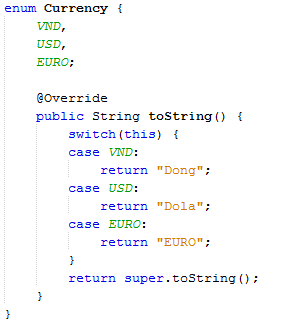 enum Currency {
    VND,
    USD,
    EURO;
    @Override
    public String toString() {
        switch(this) {
        case VND:
            return "Dong";
        case USD:
            return "Dola";
        case EURO:
            return "EURO";
        }
        return super.toString();
    }
}